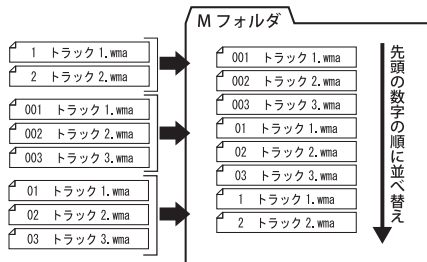 Mフォルダ
1 トラック 1.wma
2 トラック 2.wma
001 トラック 1.wma
002 トラック 2.wma
003 トラック 3.wma
01 トラック 1.wma
02 トラック 2.wma
03 トラック 3.wma
001 トラック 1.wma
002 トラック 2.wma
003 トラック 3.wma
01 トラック 1.wma
02 トラック 2.wma
03 トラック 3.wma
1 トラック 1.wma
2 トラック 2.wma
先頭の数字の順に並べ替え